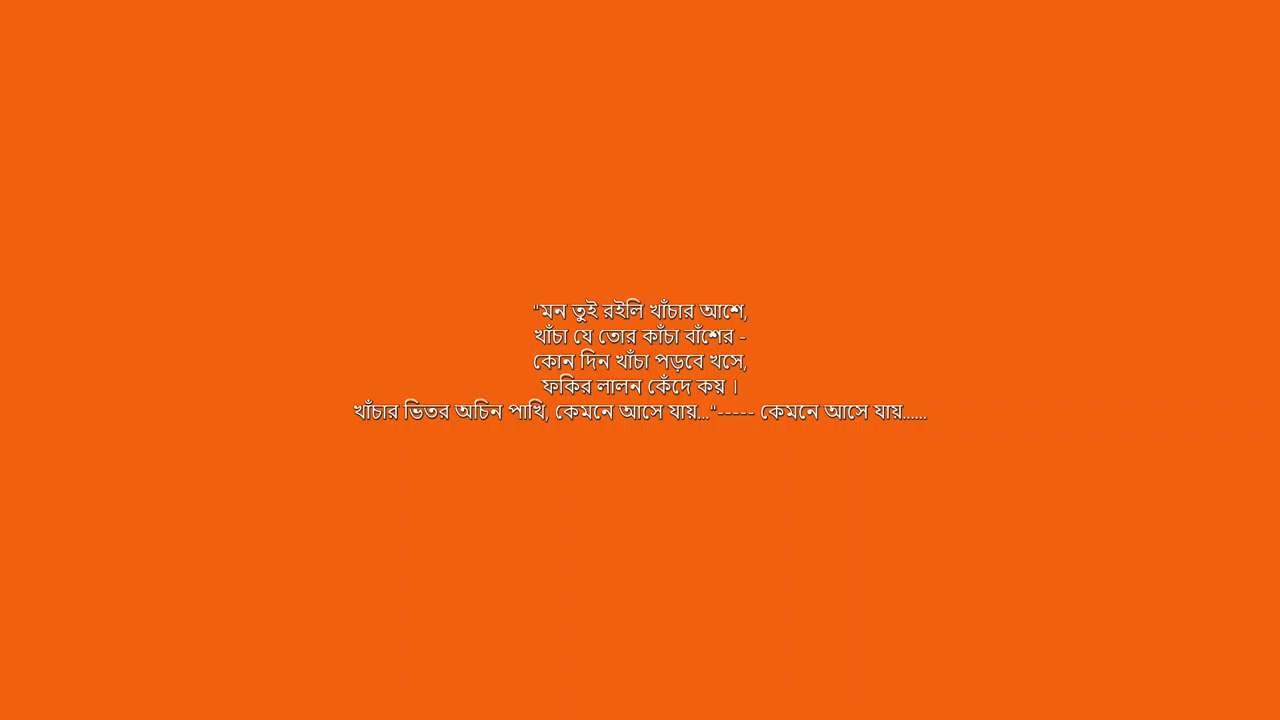 "মন তুই রইলি খাঁচার আশে,
খাঁচা যে তোর কাঁচা বাঁশের -
কোন দিন খাঁচা পড়বে খসে,
ফকির লালন কেঁদে কয় ।
খাঁচার ভিতর অচিন পাখি, কেমনে আসে যায়..."----- কেমনে আসে যায়......